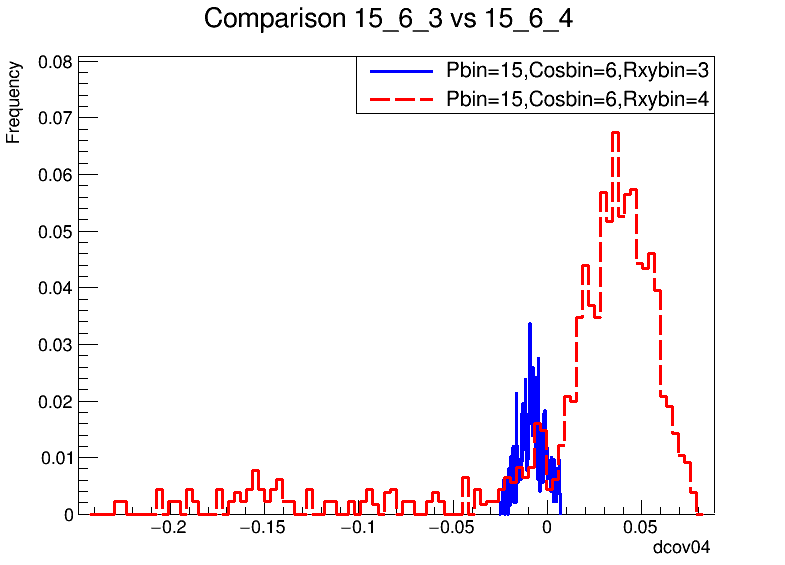 Comparison 15_6_3 vs 15_6_4
Pbin=15,Cosbin=6,Rxybin=3
Pbin=15,Cosbin=6,Rxybin=4
Frequency
0.08
0.07
0.06
0.05
0.04
0.03
0.02
0.01
0
−0.2 −0.15 −0.1 −0.05 0 0.05
dcov04